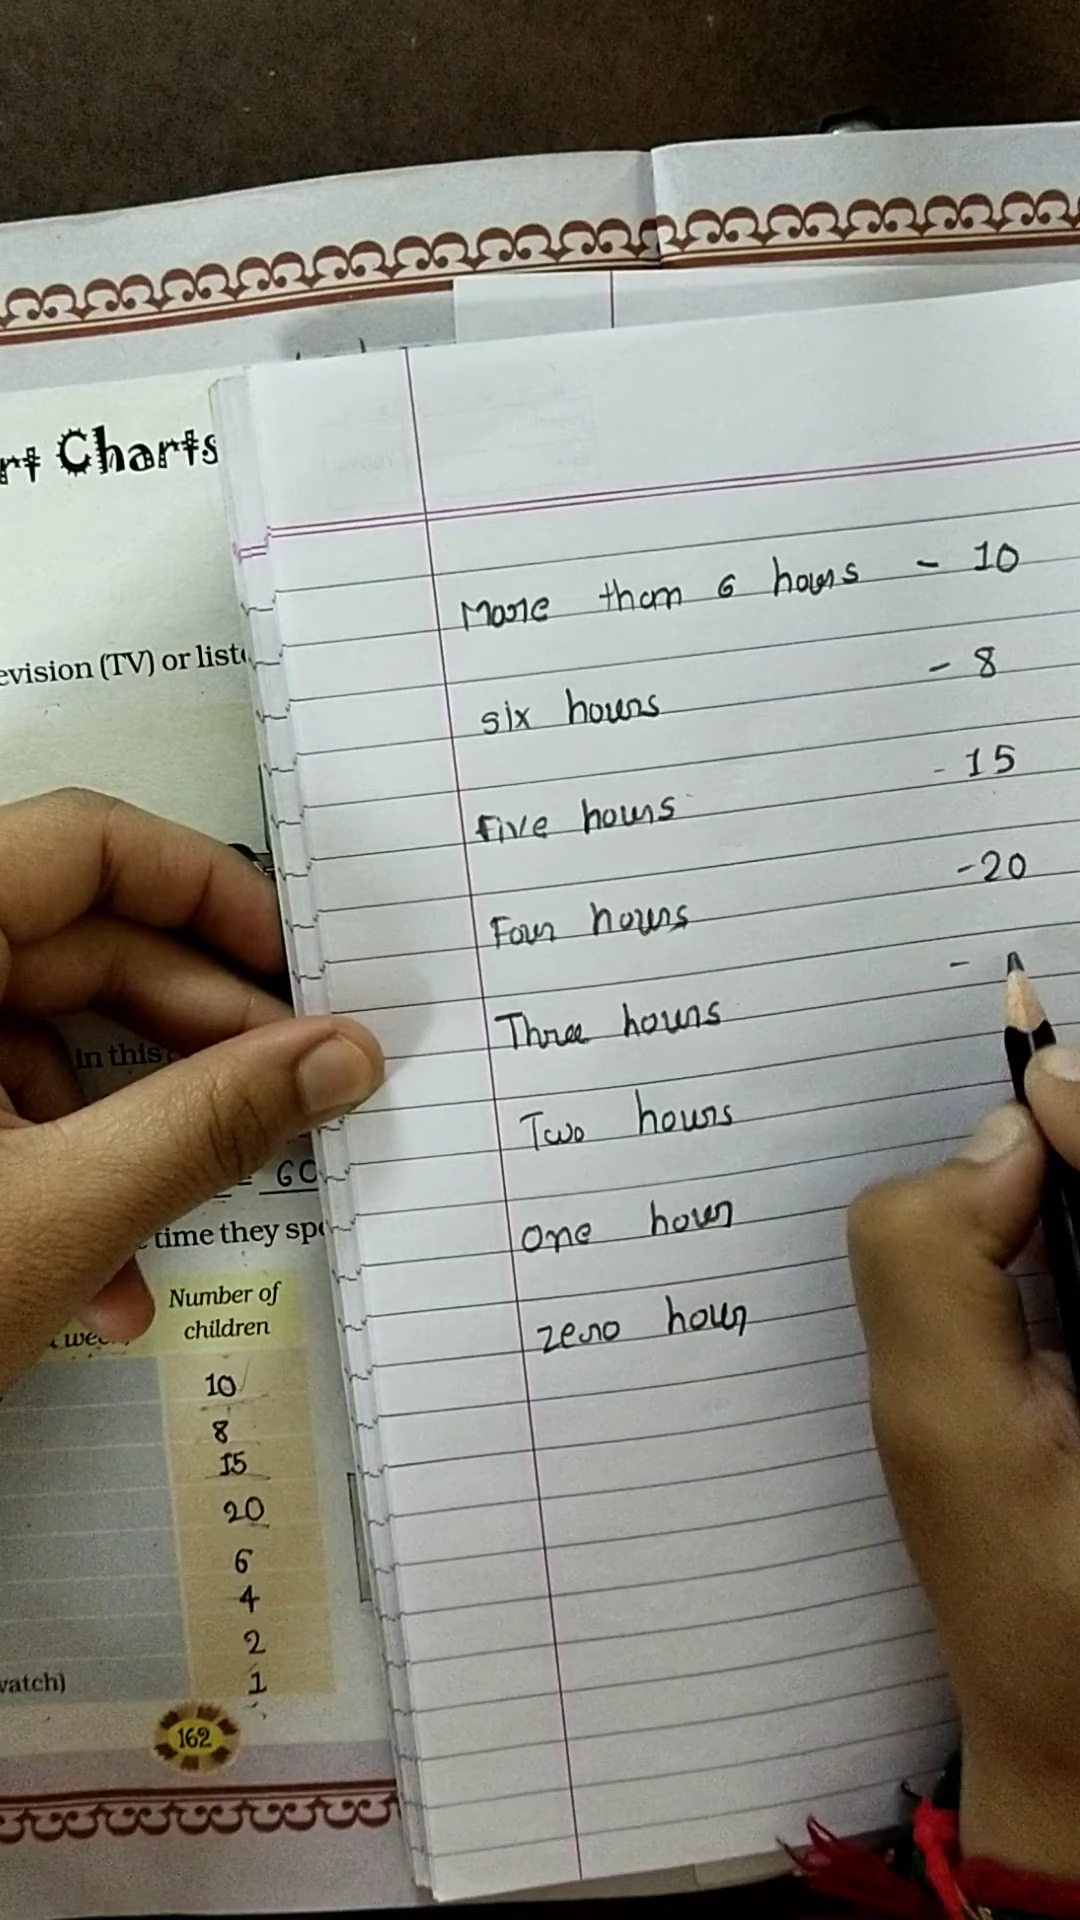 rt Charts
evision (TV) or list
in this
= 60
time they sp
Number of
children
10
8
15
20
6
4
2
1
watch)
162
More than 6 hours - 10
six hours - 8
Five hours - 15
Four hours - 20
Three hours -
Two hours
One hour
zero hour